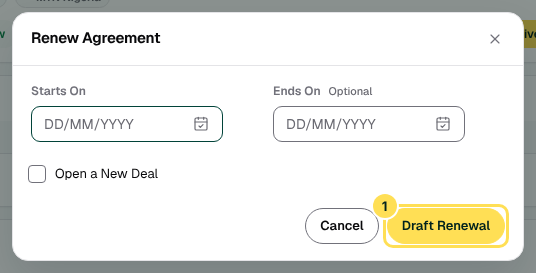 Renew Agreement
Starts On
Ends On Optional
DD/MM/YYYY
DD/MM/YYYY
Open a New Deal
1
Cancel
Draft Renewal